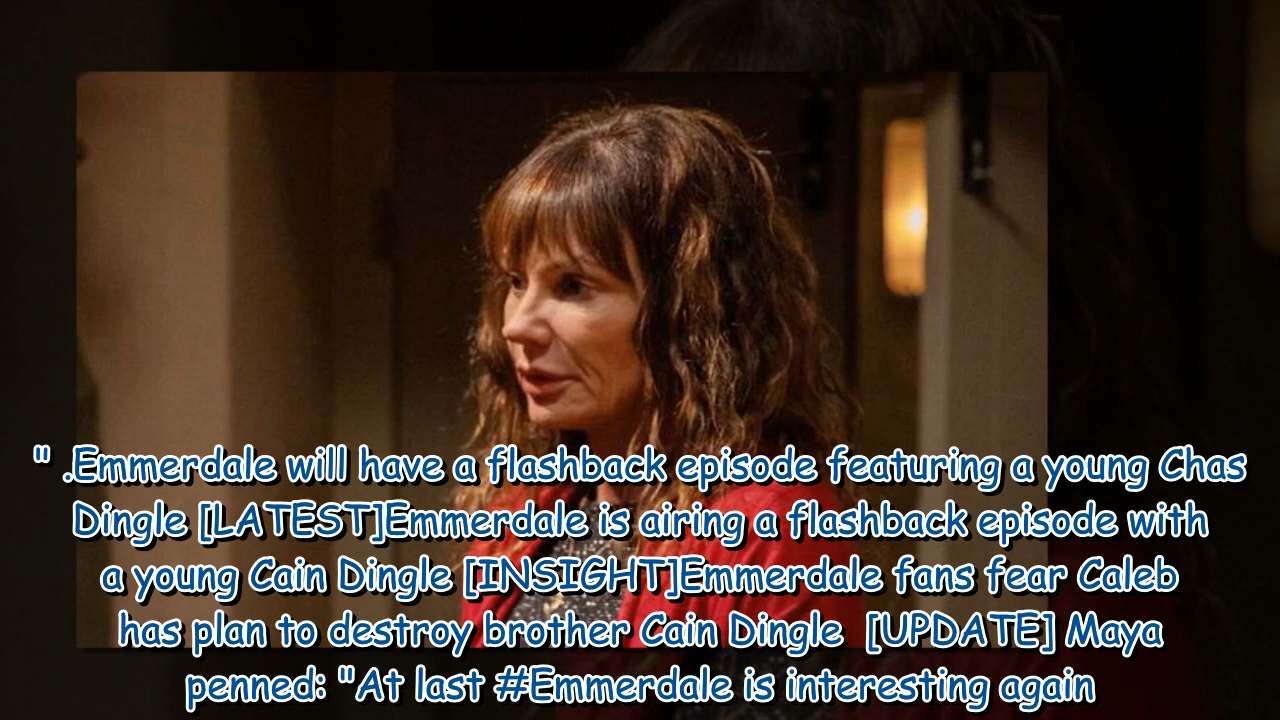 " .Emmerdale will have a flashback episode featuring a young Chas
Dingle [LATEST]Emmerdale is airing a flashback episode with
a young Cain Dingle [INSIGHT]Emmerdale fans fear Caleb
has plan to destroy brother Cain Dingle  [UPDATE] Maya
penned: "At last #Emmerdale is interesting again